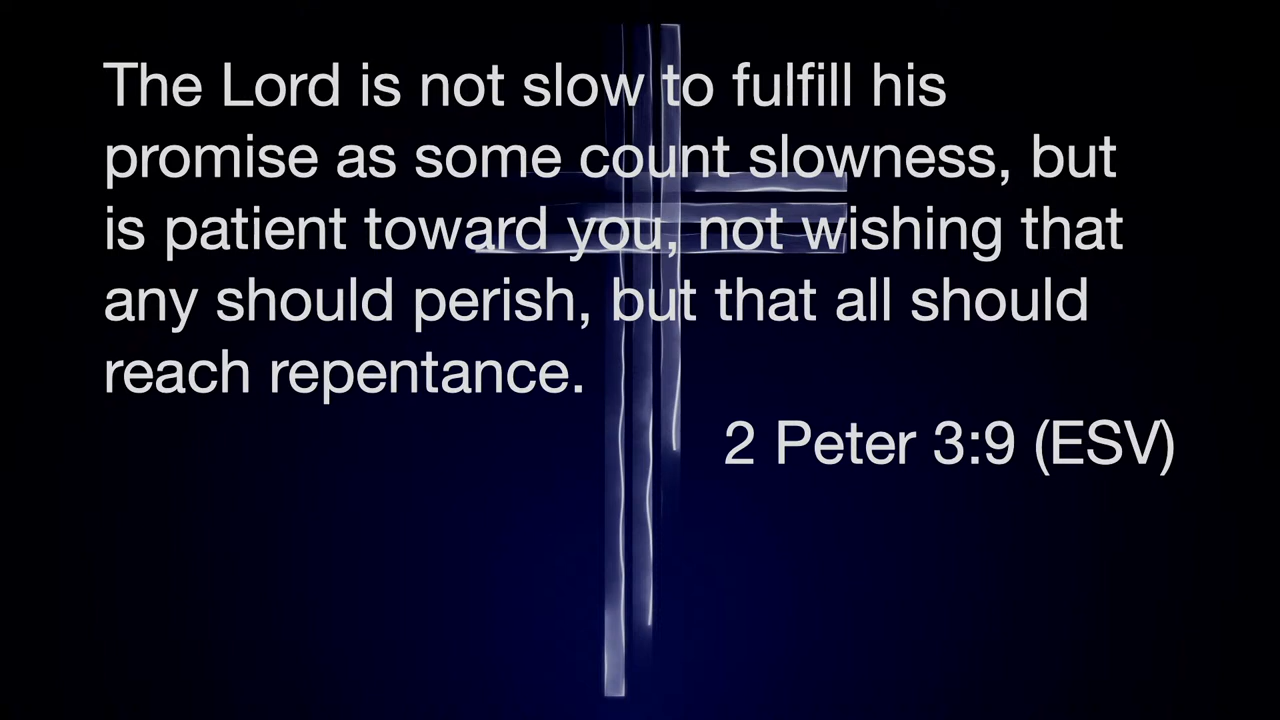 The Lord is not slow to fulfill his
promise as some count slowness, but
is patient toward you, not wishing that
any should perish, but that all should
reach repentance.
2 Peter 3:9 (ESV)